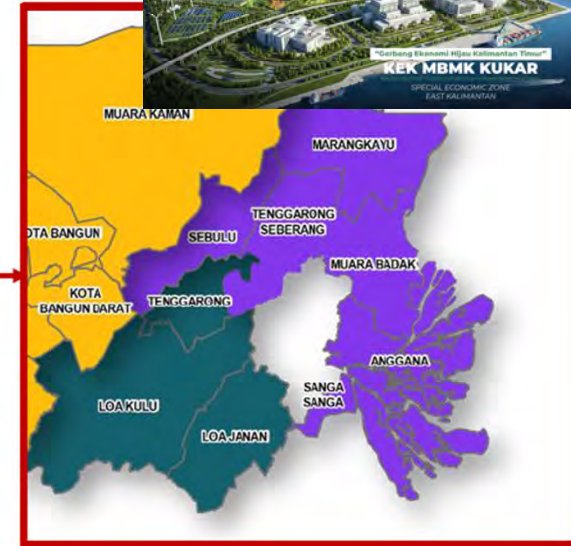 "Gerbang Ekonomi Hijau Kalimantan Timur"
KEK MBMK KUKAR
SPECIAL ECONOMIC ZONE
EAST KALIMANTAN
MUARA KAMAN
MARANGKAYU
TENGGARONG
SEBERANG
SEBULU
OTA BANGUN
MUARA BADAK
KOTA
BANGUN DARAT
TENGGARONG
ANGGANA
SANGA
SANGA
LOA KULU
LOA JANAN